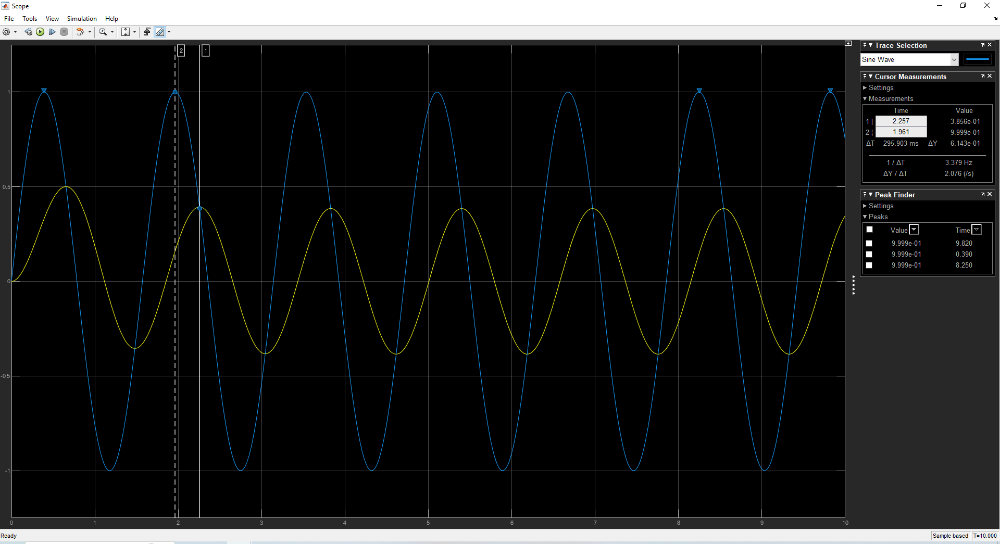 Scope
File Tools View Simulation Help
2 1
1
0.5
0
-0.5
-1
0 1 2 3 4 5 6 7 8 9 10
Trace Selection
Sine Wave
Cursor Measurements
Settings
Measurements
Time Value
1 | 2.257 3.856e-01
2 ¦ 1.961 9.999e-01
ΔT 295.903 ms ΔY 6.143e-01
1 / ΔT 3.379 Hz
ΔY / ΔT 2.076 (/s)
Peak Finder
Settings
Peaks
Value Time
9.999e-01 9.820
9.999e-01 0.390
9.999e-01 8.250
Ready Sample based T=10.000